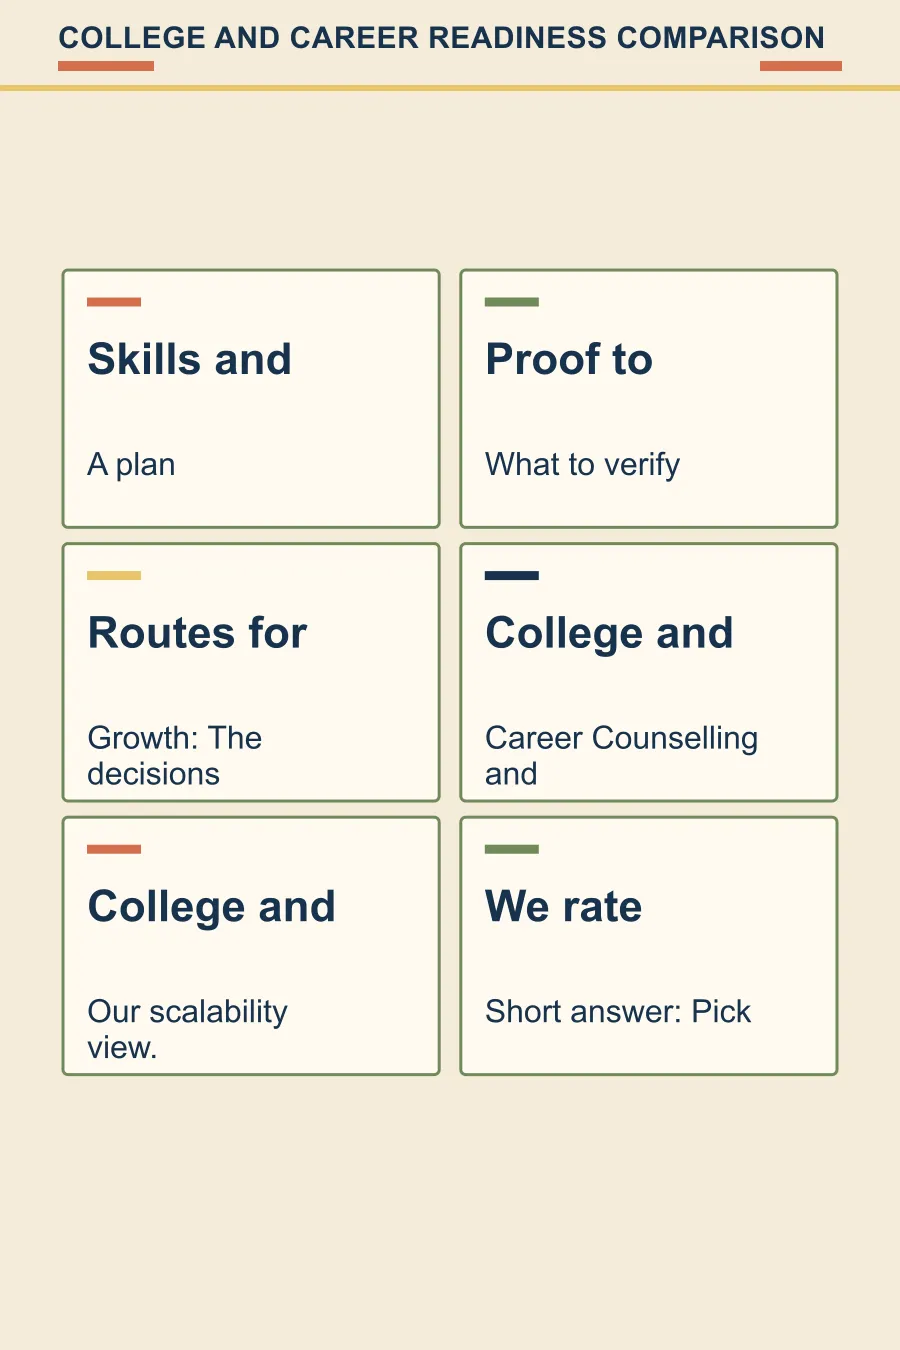 COLLEGE AND CAREER READINESS COMPARISON
Skills and
A plan
Proof to
What to verify
Routes for
Growth: The
decisions
College and
Career Counselling
and
College and
Our scalability
view.
We rate
Short answer: Pick